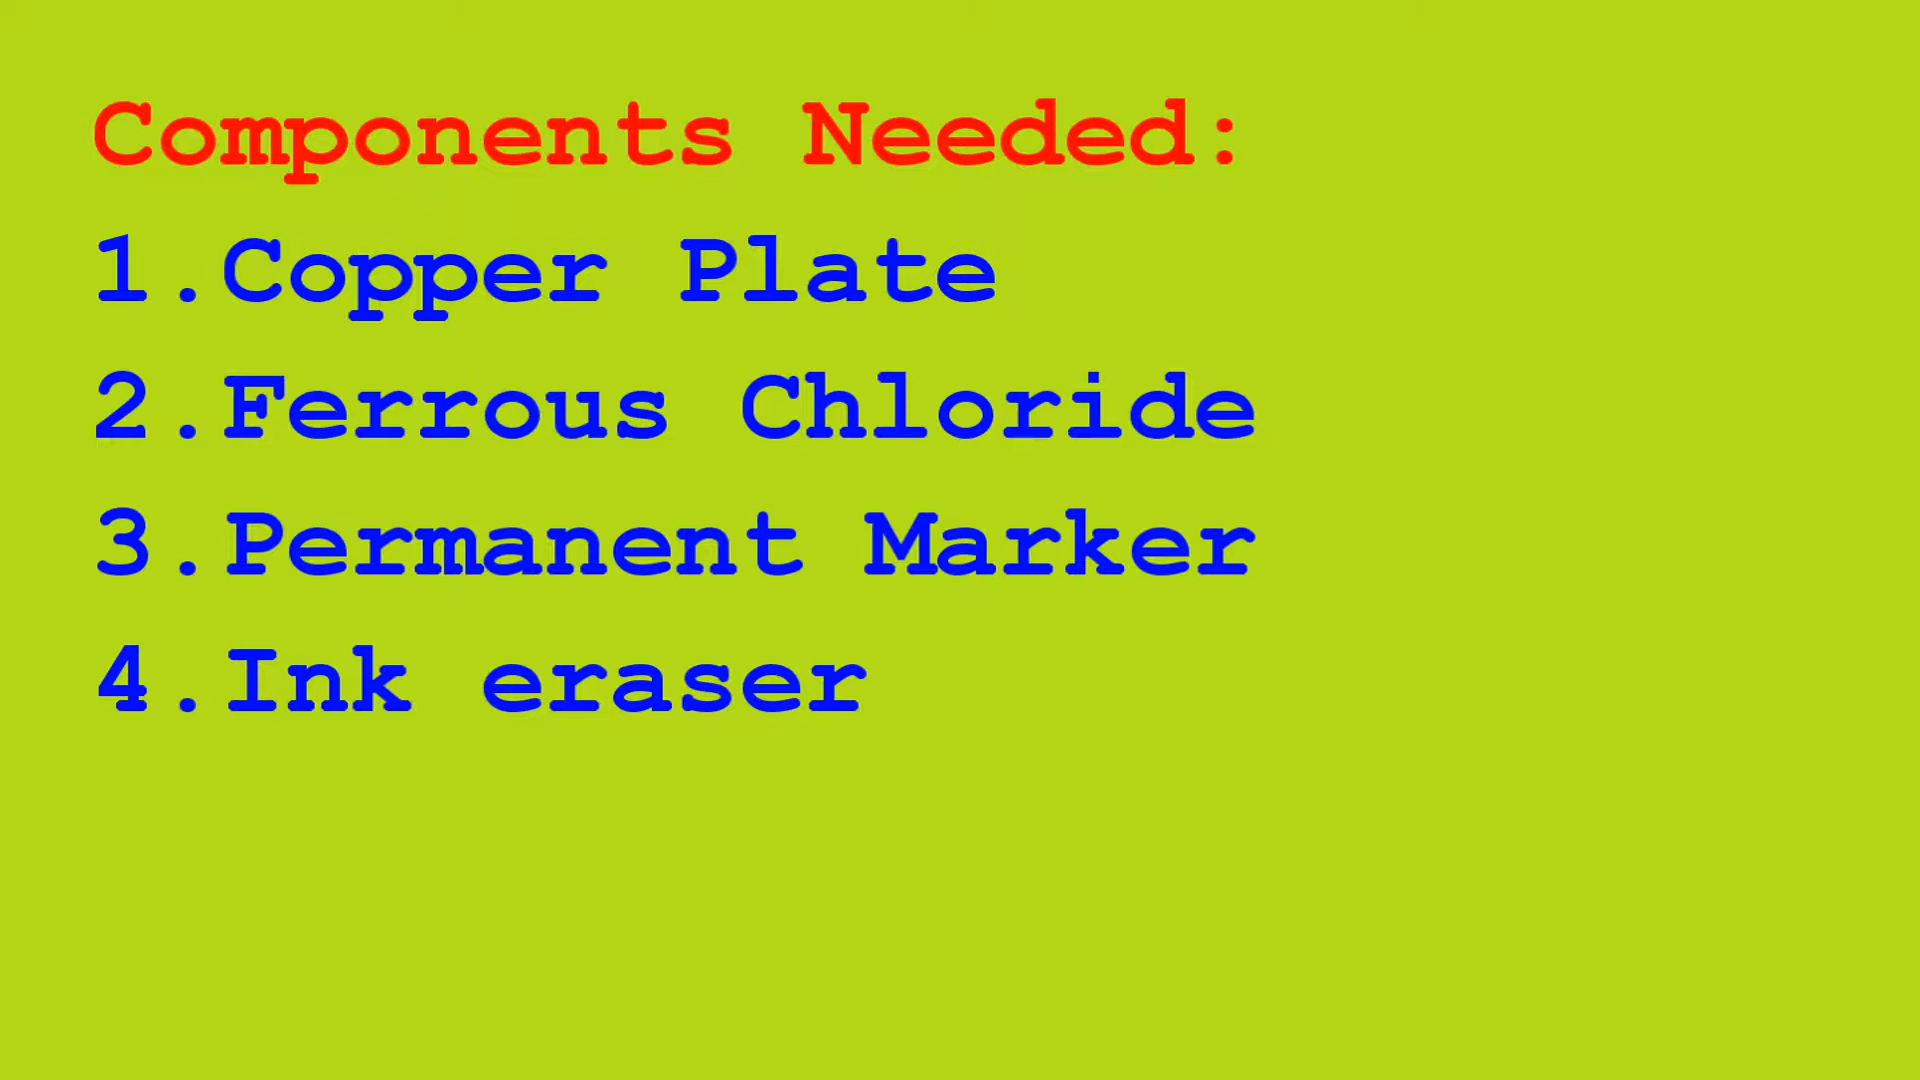 Components Needed:
1.Copper Plate
2.Ferrous Chloride
3.Permanent Marker
4.Ink eraser